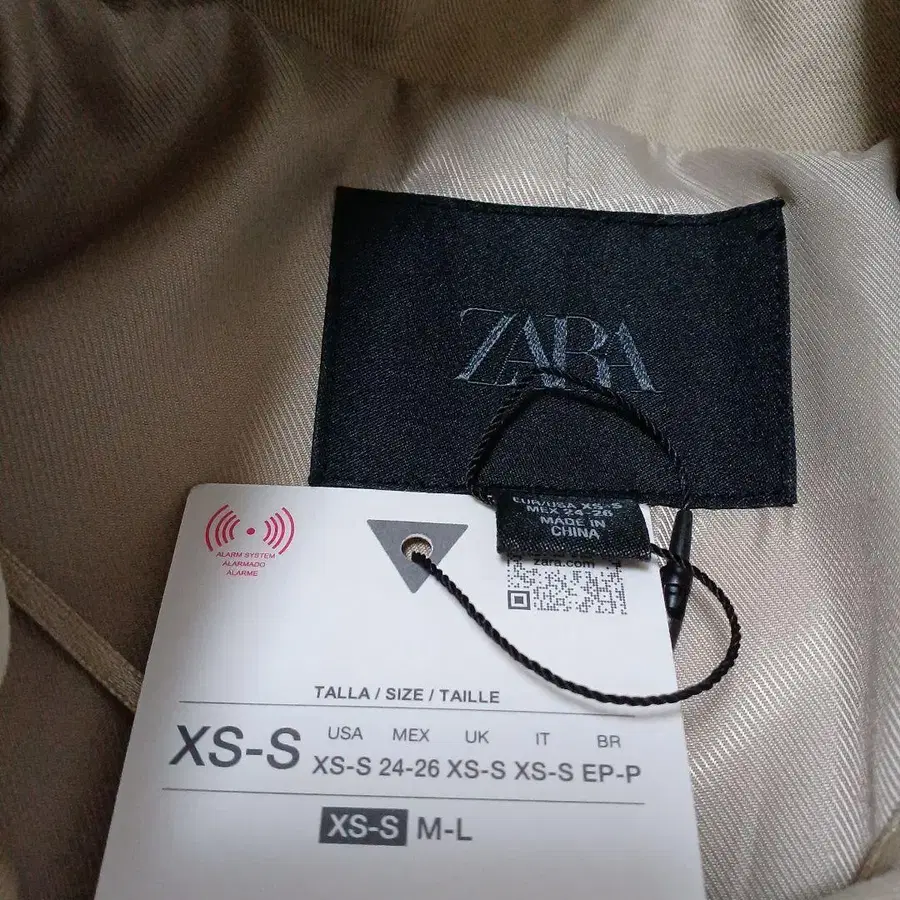 ZARA
EUR/USA XS-S
MEX 24-26
MADE IN
CHINA
ALARM SYSTEM
ALARMADO
ALARME
zara.com
TALLA / SIZE / TAILLE
XS-S
USA MEX UK IT BR
XS-S 24-26 XS-S XS-S EP-P
XS-S M-L